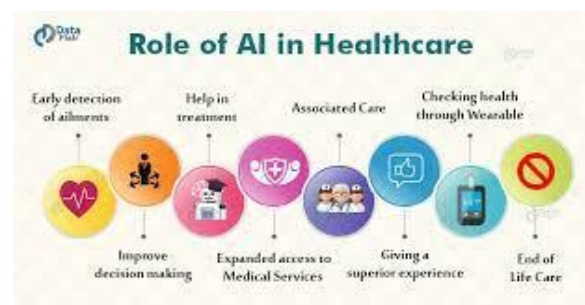 Data
Flair
Role of AI in Healthcare
Early detection
of ailments
Help in
treatment
Associated Care
Checking health
through Wearable
Improve
decision making
Expanded access to
Medical Services
Giving a
superior experience
End of
Life Care